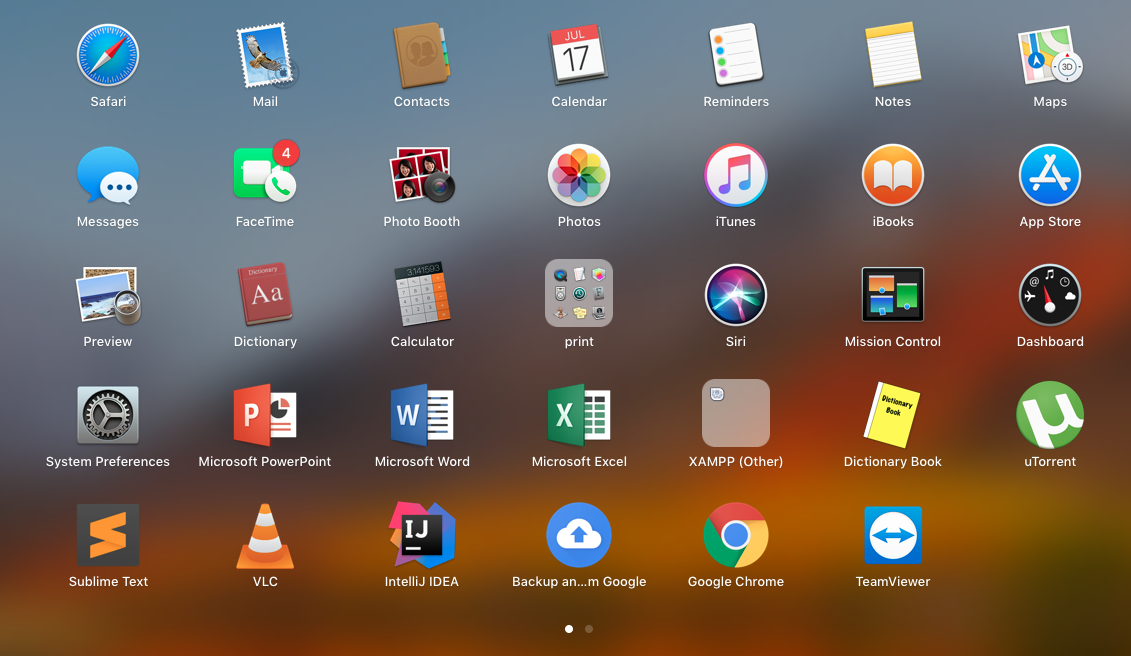 JUL
17
3D
Safari
Mail
Contacts
Calendar
Reminders
Notes
Maps
4
Messages
FaceTime
Photo Booth
Photos
iTunes
iBooks
App Store
Dictionary
Aa
3.141593
@
Preview
Dictionary
Calculator
print
Siri
Mission Control
Dashboard
P
W
X
Dictionary
Book
µ
System Preferences
Microsoft PowerPoint
Microsoft Word
Microsoft Excel
XAMPP (Other)
Dictionary Book
uTorrent
IJ
Sublime Text
VLC
IntelliJ IDEA
Backup an...m Google
Google Chrome
TeamViewer